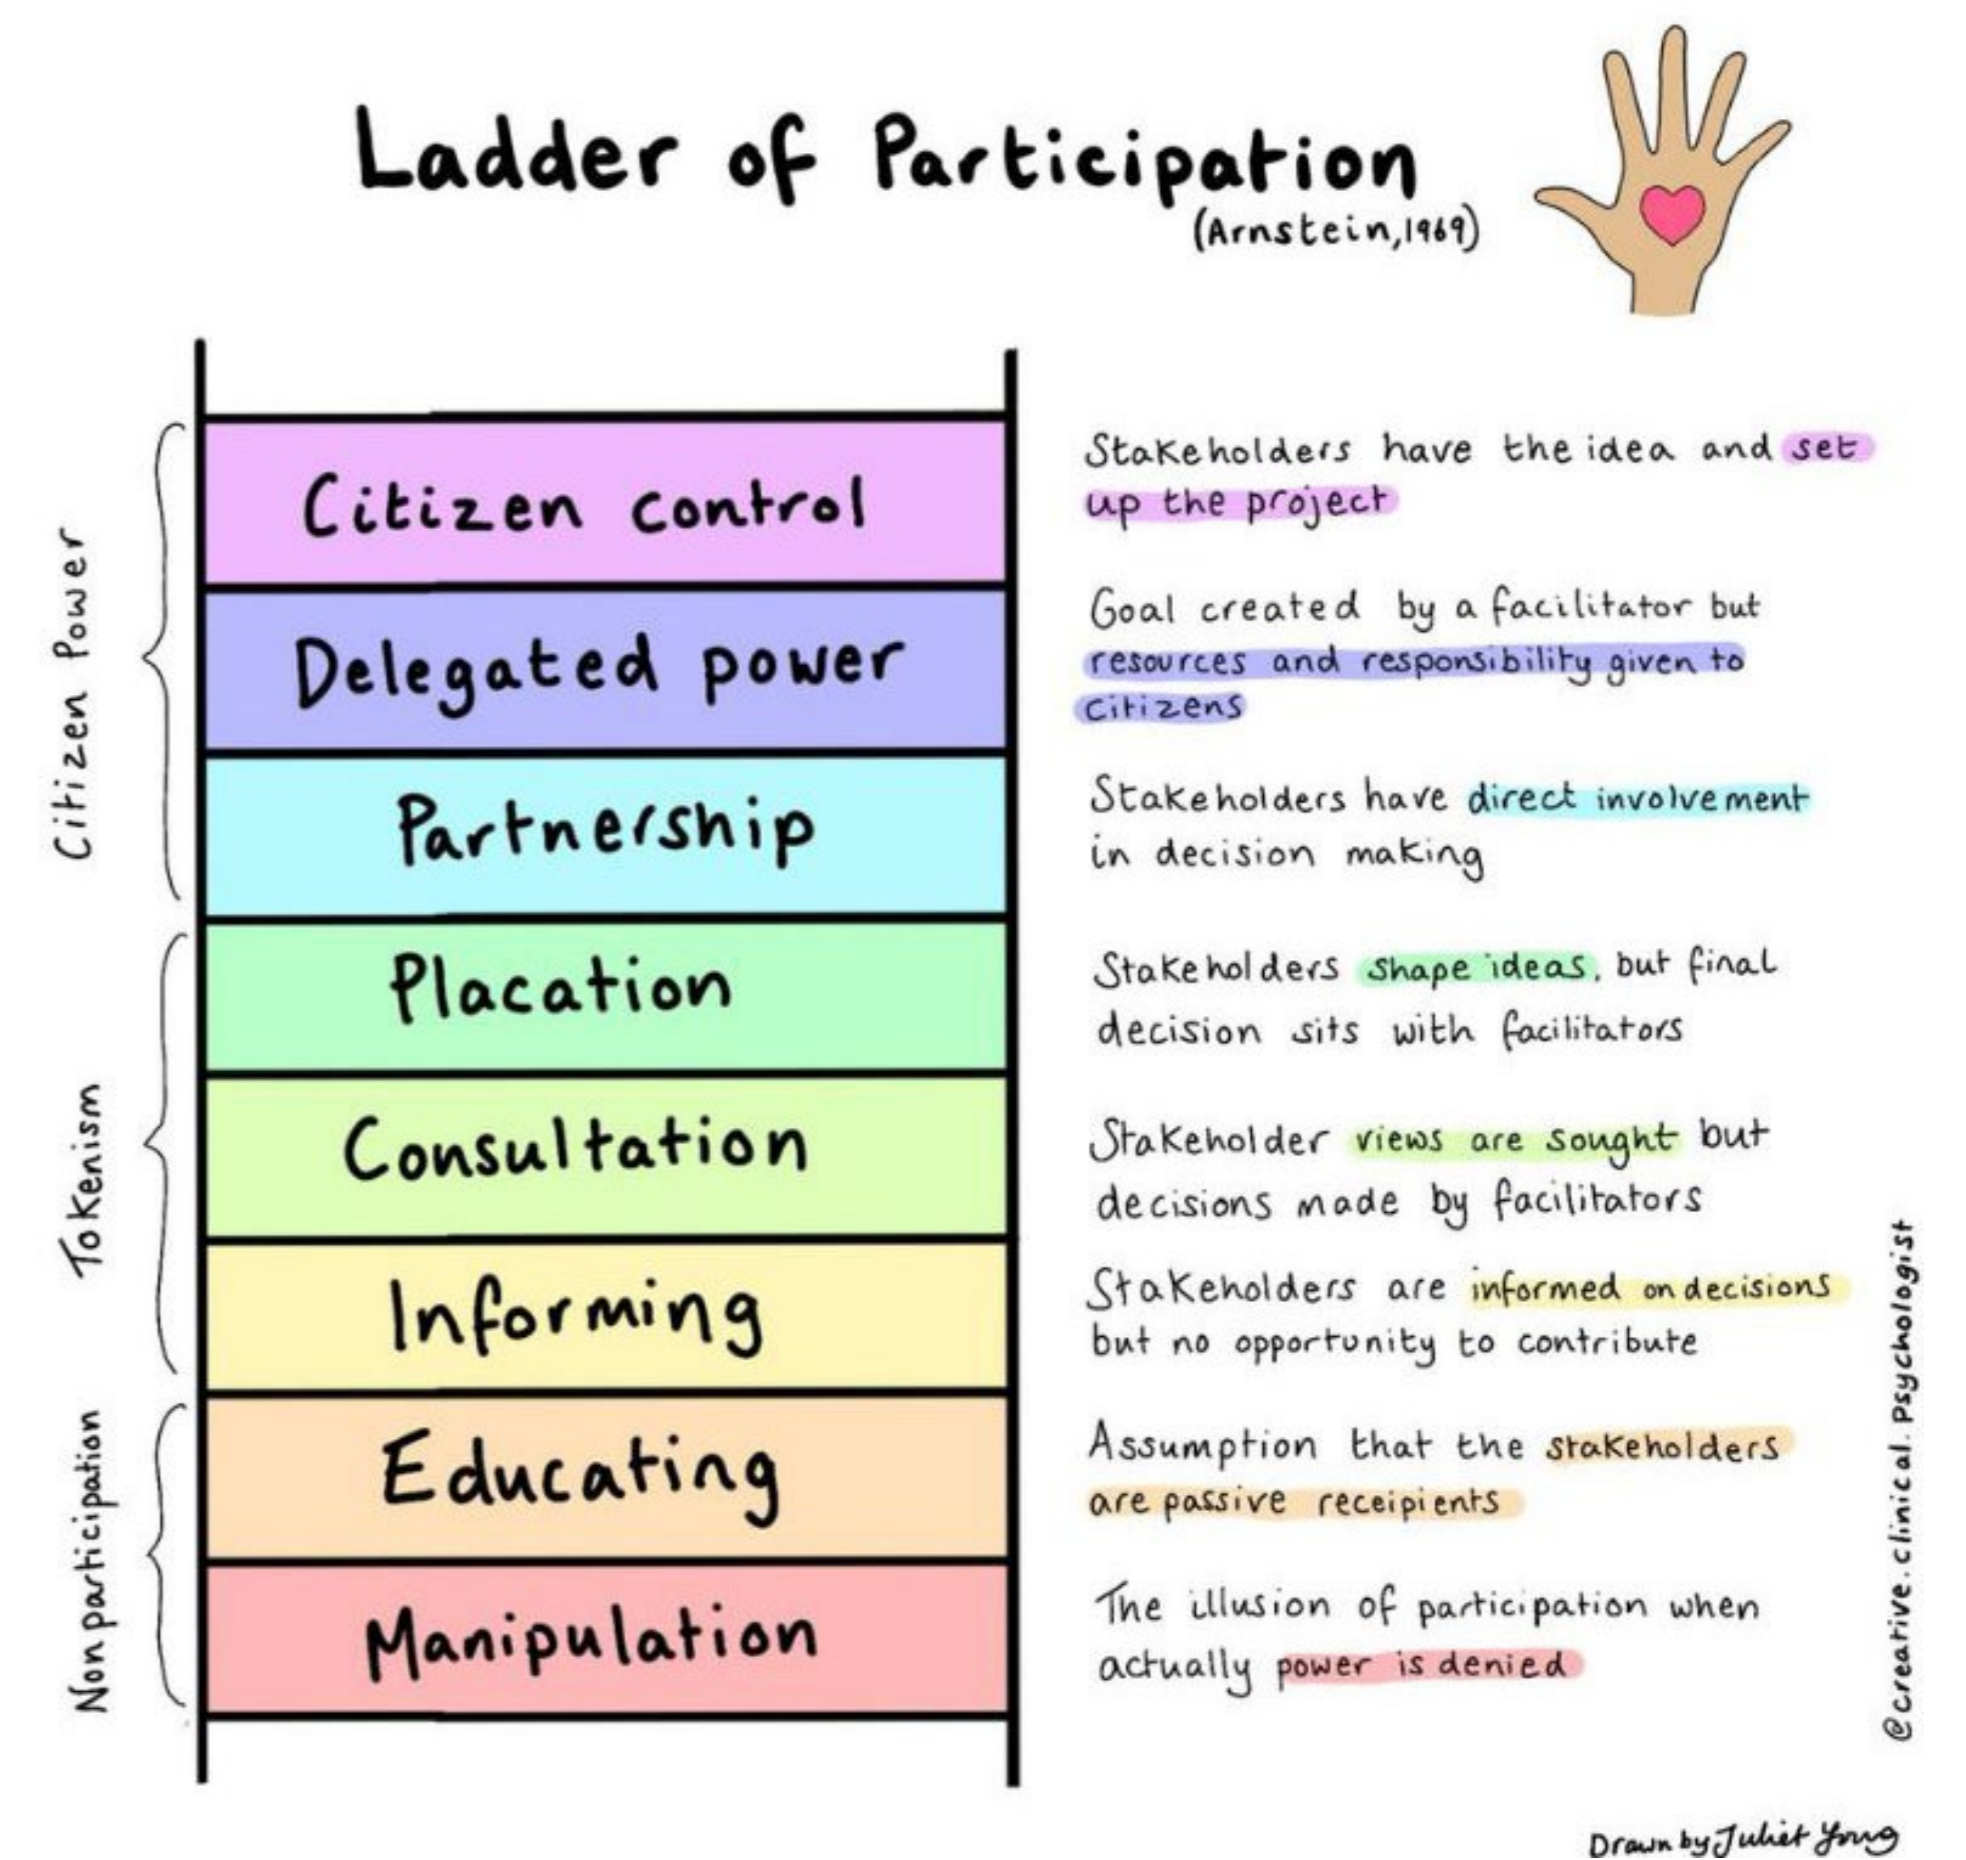 Ladder of Participation
(Arnstein, 1969)
Citizen Power
Citizen control
Stakeholders have the idea and set
up the project
Delegated power
Goal created by a facilitator but
resources and responsibility given to
citizens
Partnership
Stakeholders have direct involvement
in decision making
Tokenism
Placation
Stakeholders shape ideas, but final
decision sits with facilitators
Consultation
Stakeholder views are sought but
decisions made by facilitators
Informing
Stakeholders are informed on decisions
but no opportunity to contribute
Nonparticipation
Educating
Assumption that the stakeholders
are passive receipients
Manipulation
The illusion of participation when
actually power is denied
@creative.clinical.psychologist
Drawn by Juliet Young